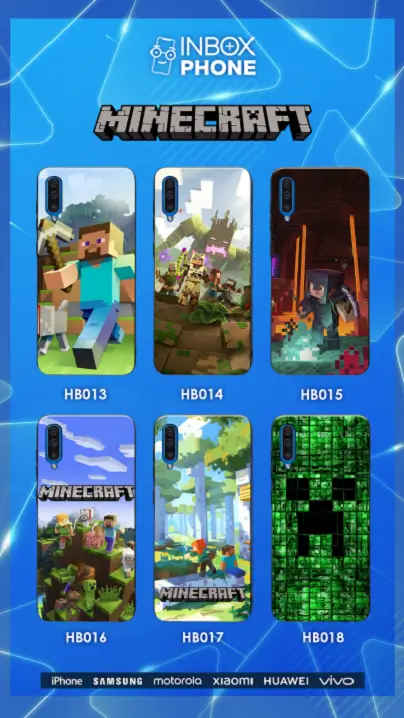 INBOX
PHONE
MINECRAFT
HB013
HB014
HB015
MINECRAFT
MINECRAFT
HB016
HB017
HB018
iPhone SAMSUNG motorola xiaomi HUAWEI vivo